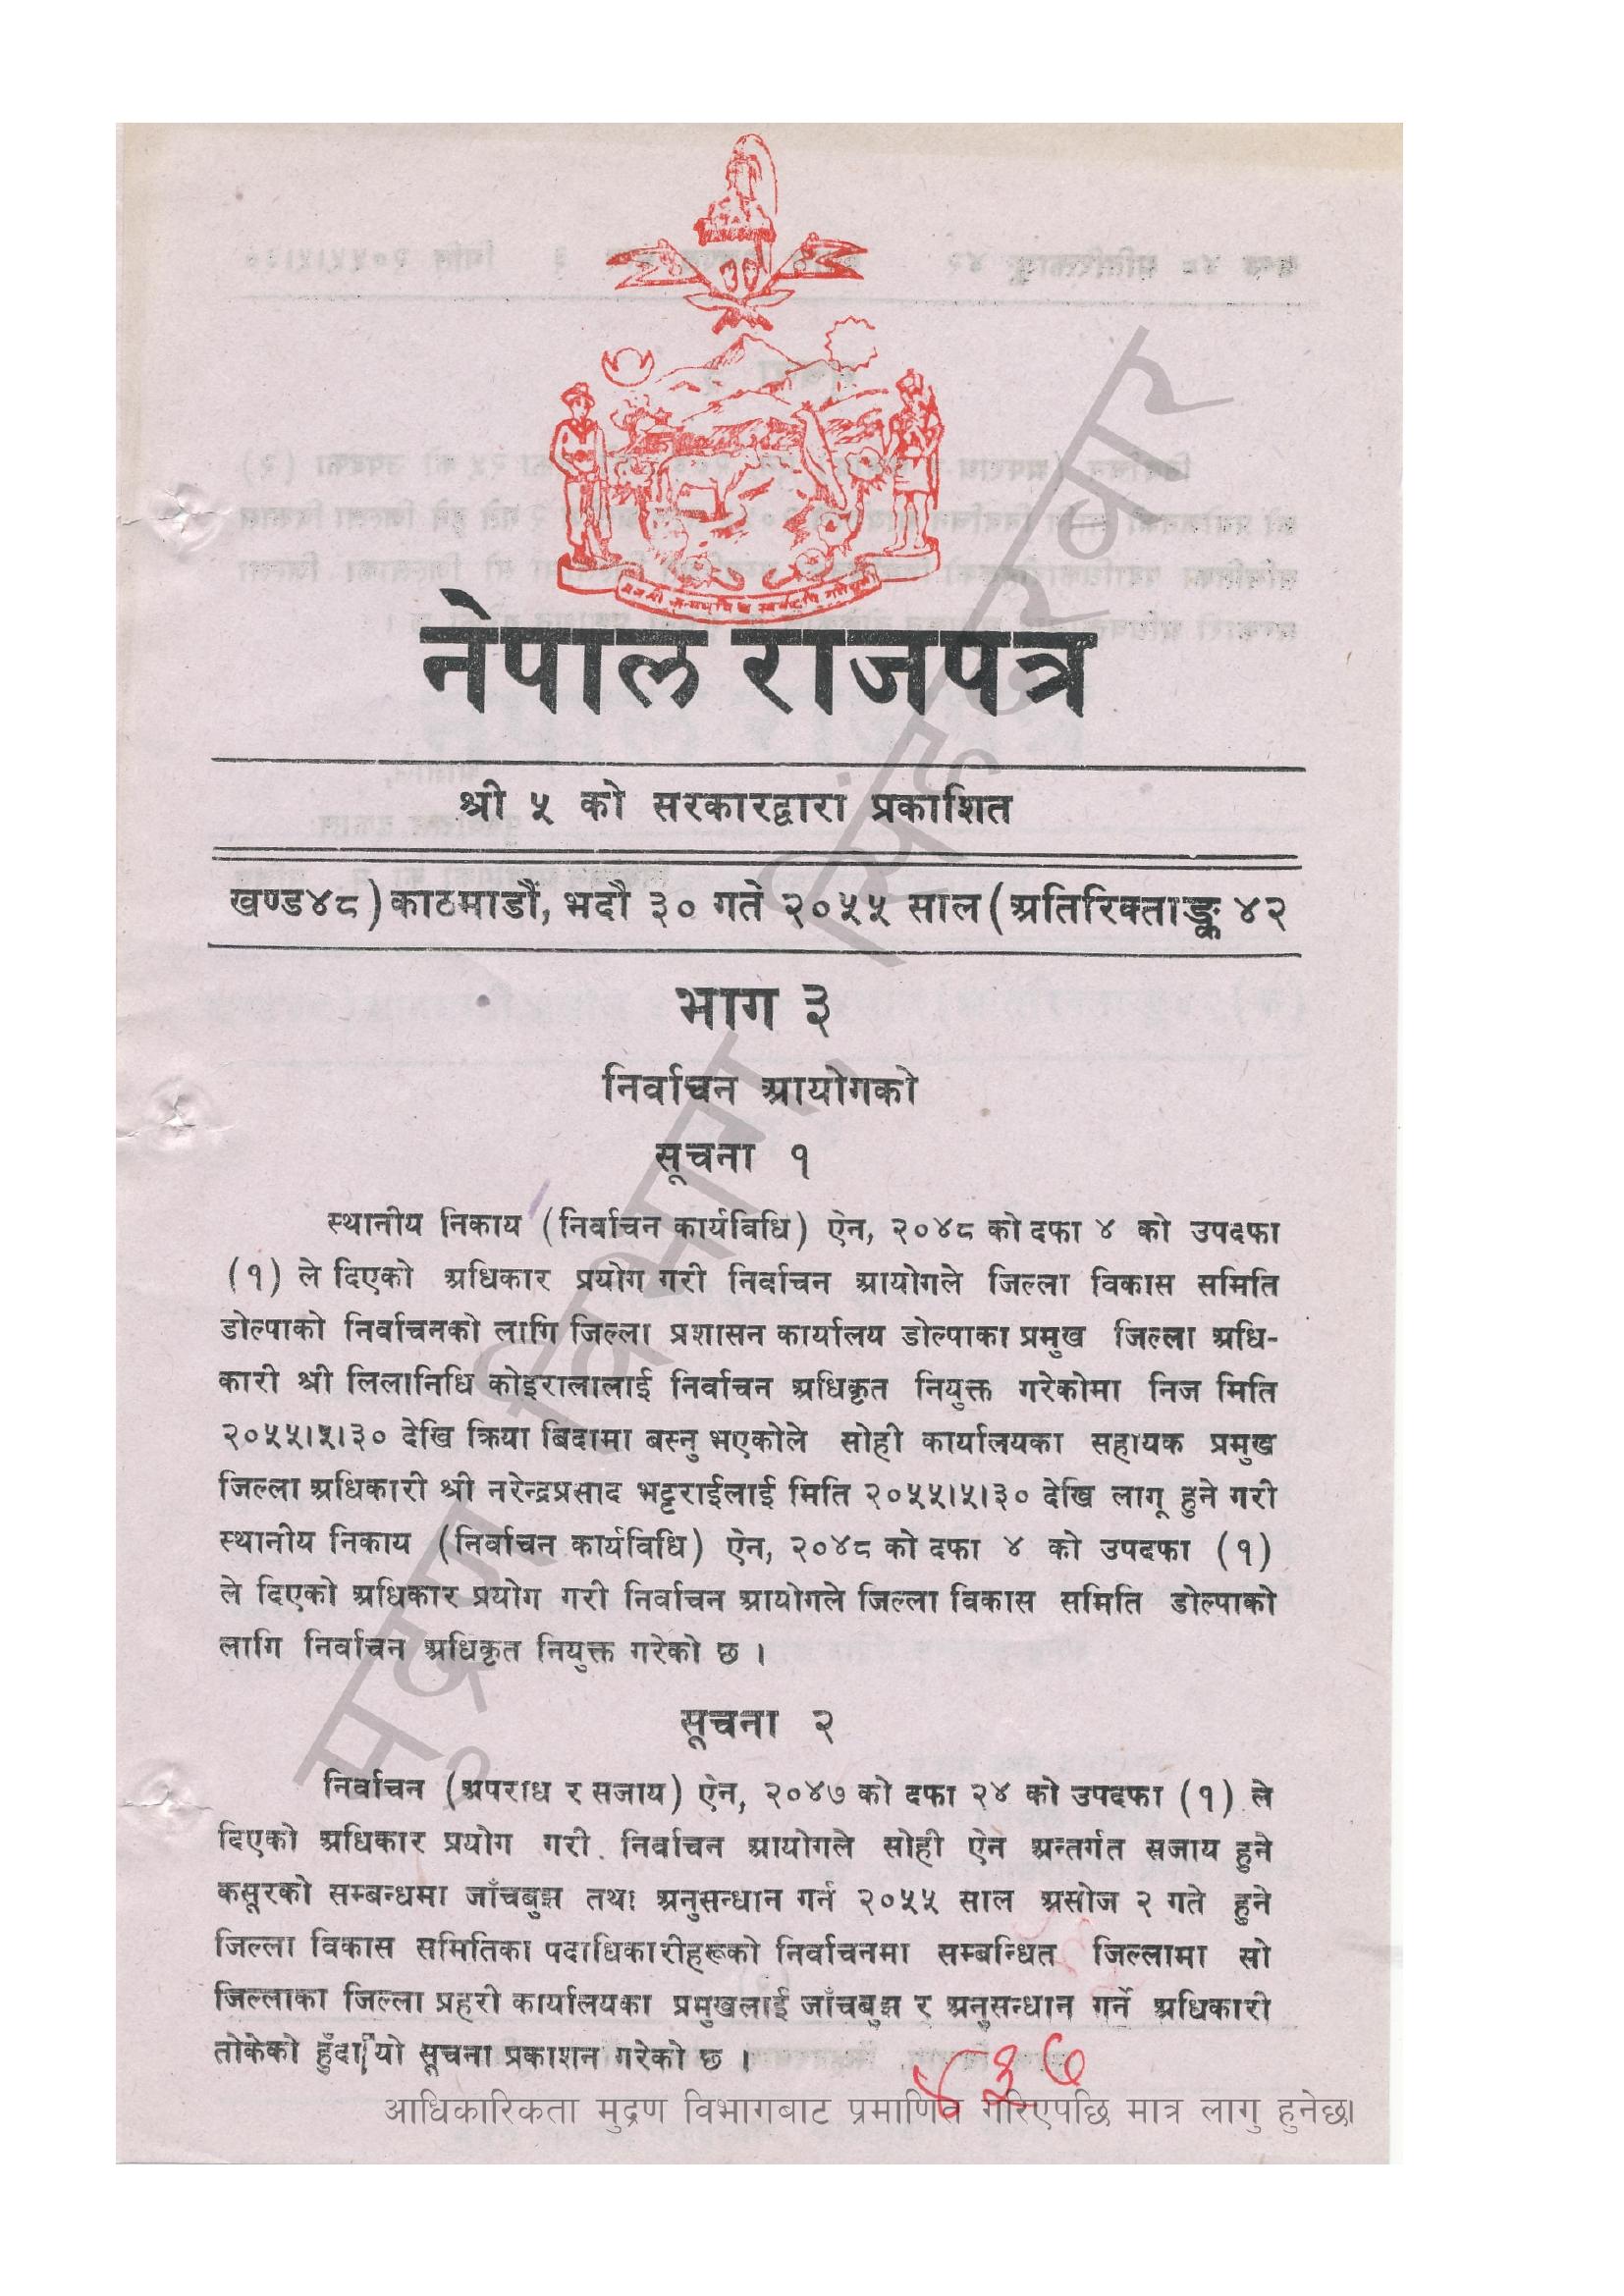 नेपाल राजपत्र
श्री ५ को सरकारद्वारा प्रकाशित
खण्ड४८) काठमाडौं, भदौ ३० गते २०५५ साल (अतिरिक्ताङ्क ४२
भाग ३
निर्वाचन आयोगको
सूचना १
स्थानीय निकाय (निर्वाचन कार्यविधि) ऐन, २०४८ को दफा ४ को उपदफा
(१) ले दिएको अधिकार प्रयोग गरी निर्वाचन आयोगले जिल्ला विकास समिति
डोल्पाको निर्वाचनको लागि जिल्ला प्रशासन कार्यालय डोल्पाका प्रमुख जिल्ला अधि-
कारी श्री लिलानिधि कोइरालालाई निर्वाचन अधिकृत नियुक्त गरेकोमा निज मिति
२०५५।५।३० देखि क्रिया बिदामा बस्नु भएकोले सोही कार्यालयका सहायक प्रमुख
जिल्ला अधिकारी श्री नरेन्द्रप्रसाद भट्टराईलाई मिति २०५५।५।३० देखि लागू हुने गरी
स्थानीय निकाय (निर्वाचन कार्यविधि) ऐन, २०४८ को दफा ४ को उपदफा (१)
ले दिएको अधिकार प्रयोग गरी निर्वाचन आयोगले जिल्ला विकास समिति डोल्पाको
लागि निर्वाचन अधिकृत नियुक्त गरेको छ ।
सूचना २
निर्वाचन (अपराध र सजाय) ऐन, २०४७ को दफा २४ को उपदफा (१) ले
दिएको अधिकार प्रयोग गरी निर्वाचन आयोगले सोही ऐन अन्तर्गत सजाय हुने
कसूरको सम्बन्धमा जाँचबुझ तथा अनुसन्धान गर्न २०५५ साल असोज २ गते हुने
जिल्ला विकास समितिका पदाधिकारीहरूको निर्वाचनमा सम्बन्धित जिल्लामा सो
जिल्लाका जिल्ला प्रहरी कार्यालयका प्रमुखलाई जाँचबुझ र अनुसन्धान गर्ने अधिकारी
तोकेको हुँदा यो सूचना प्रकाशन गरेको छ ।
४३७
आधिकारिकता मुद्रण विभागबाट प्रमाणित गरिएपछि मात्र लागु हुनेछ।
मुद्रण विभाग, सिंहदरबार